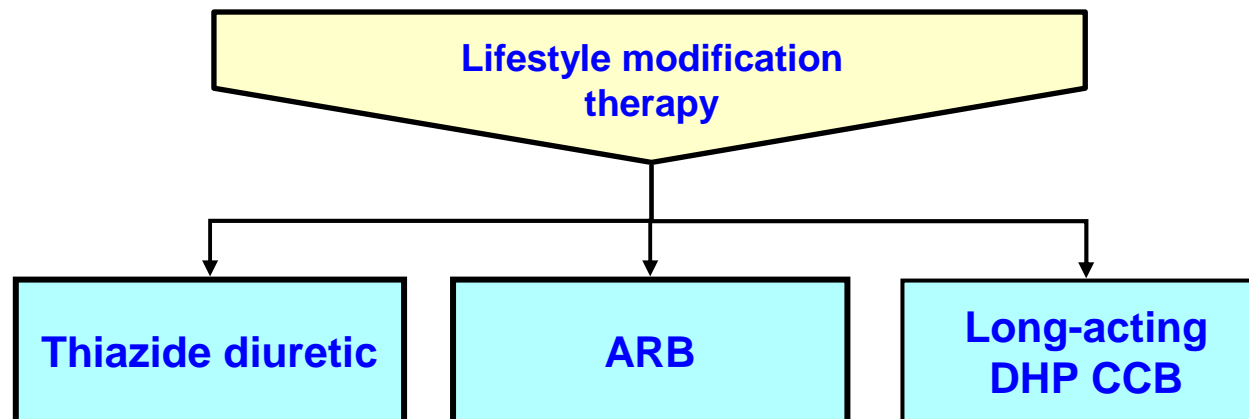 Lifestyle modification
therapy
Thiazide diuretic
ARB
Long-acting
DHP CCB